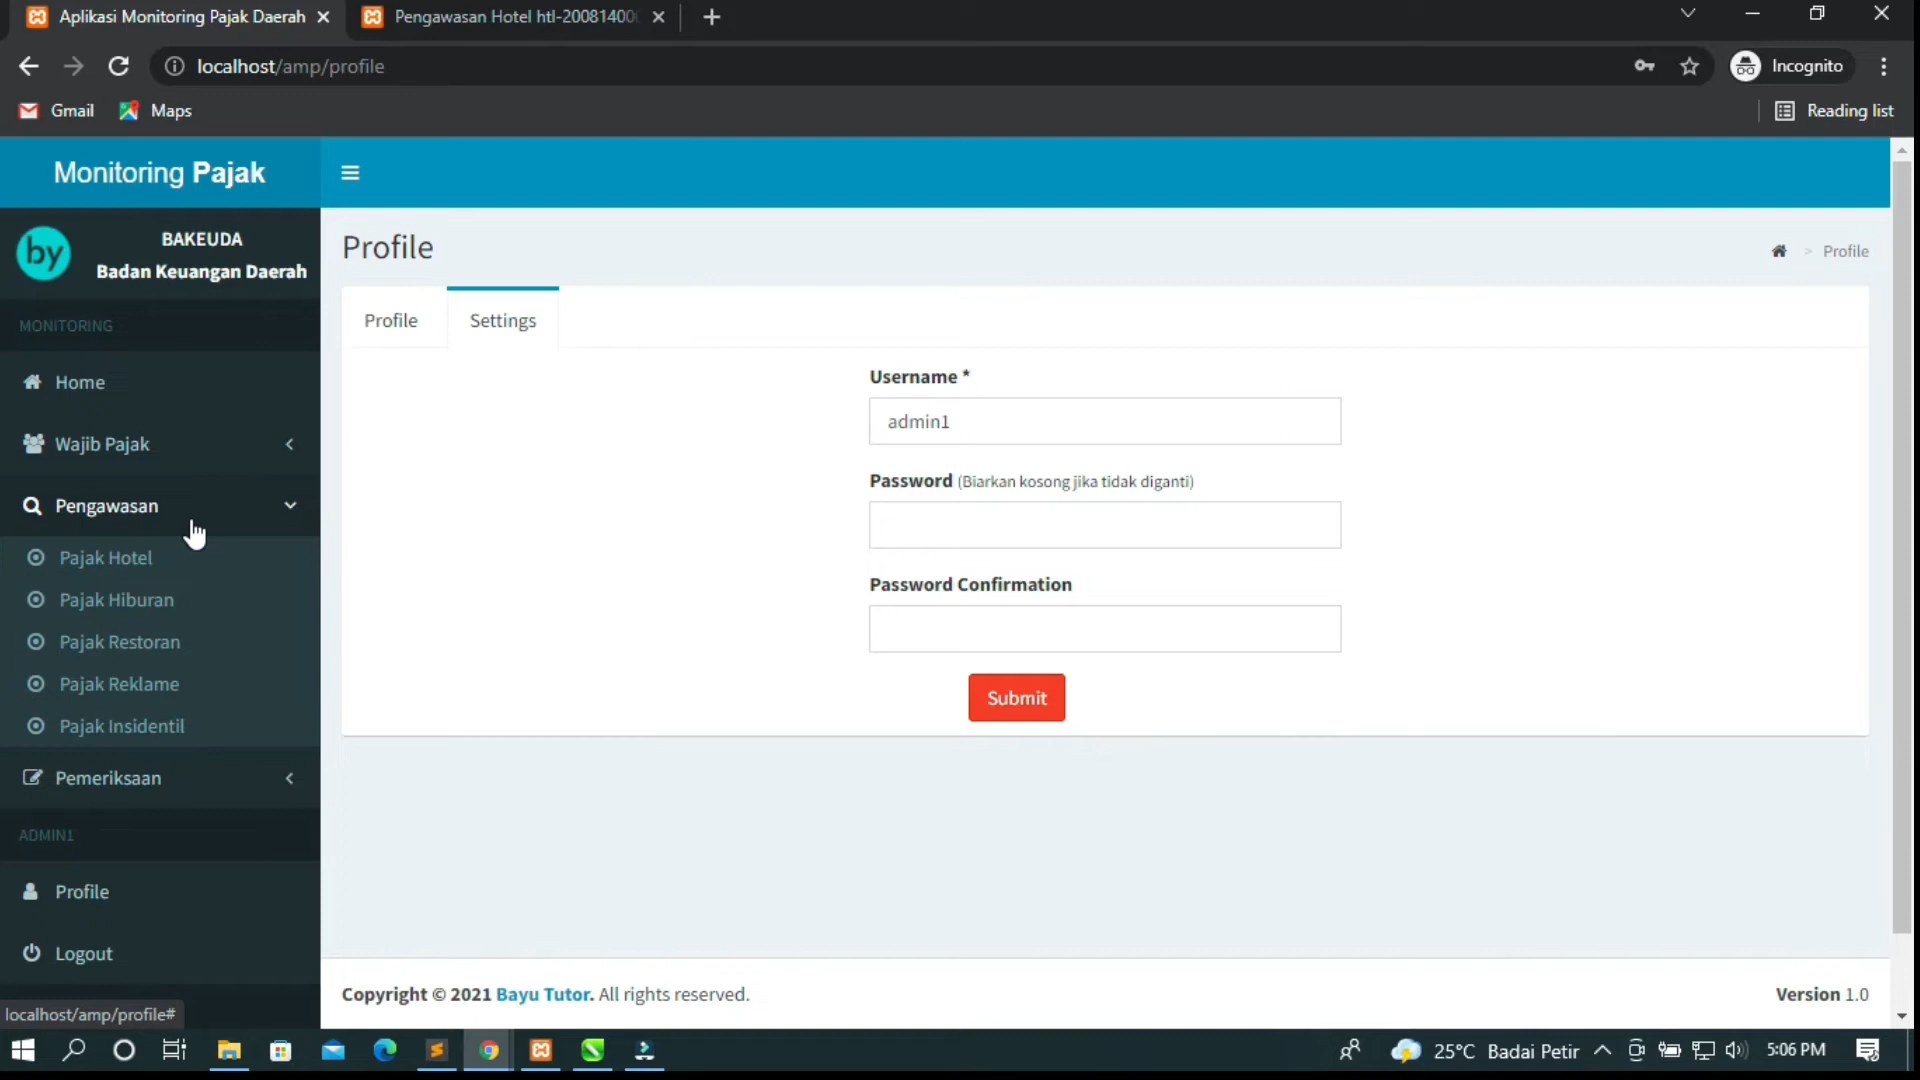 Aplikasi Monitoring Pajak Daerah
Pengawasan Hotel htl-20081400
localhost/amp/profile
Incognito
Gmail
Maps
Reading list
Monitoring Pajak
by
BAKEUDA
Badan Keuangan Daerah
Profile
> Profile
MONITORING
Profile
Settings
Home
Wajib Pajak
Pengawasan
Pajak Hotel
Pajak Hiburan
Pajak Restoran
Pajak Reklame
Pajak Insidentil
Pemeriksaan
ADMIN1
Profile
Logout
Username *
admin1
Password (Biarkan kosong jika tidak diganti)
Password Confirmation
Submit
Copyright © 2021 Bayu Tutor. All rights reserved.
Version 1.0
localhost/amp/profile#
25°C Badai Petir
5:06 PM